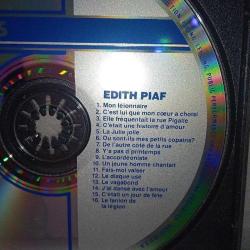 EDITH PIAF
1. Mon légionnaire
2. C'est lui que mon cœur a choisi
3. Elle fréquentait la rue Pigalle
4. C'était une histoire d'amour
5. La Julie jolie
6. Ou sont-ils mes petits copains?
7. De l'autre côté de la rue
8. Y'a pas d'printemps
9. L'accordéoniste
10. Un jeune homme chantait
11. Fais-moi valser
12. Le disque usé
13. Le vagabond
14. J'ai dansé avec l'amour
15. C'était un jour de fête
16. Le fanion de
la légion